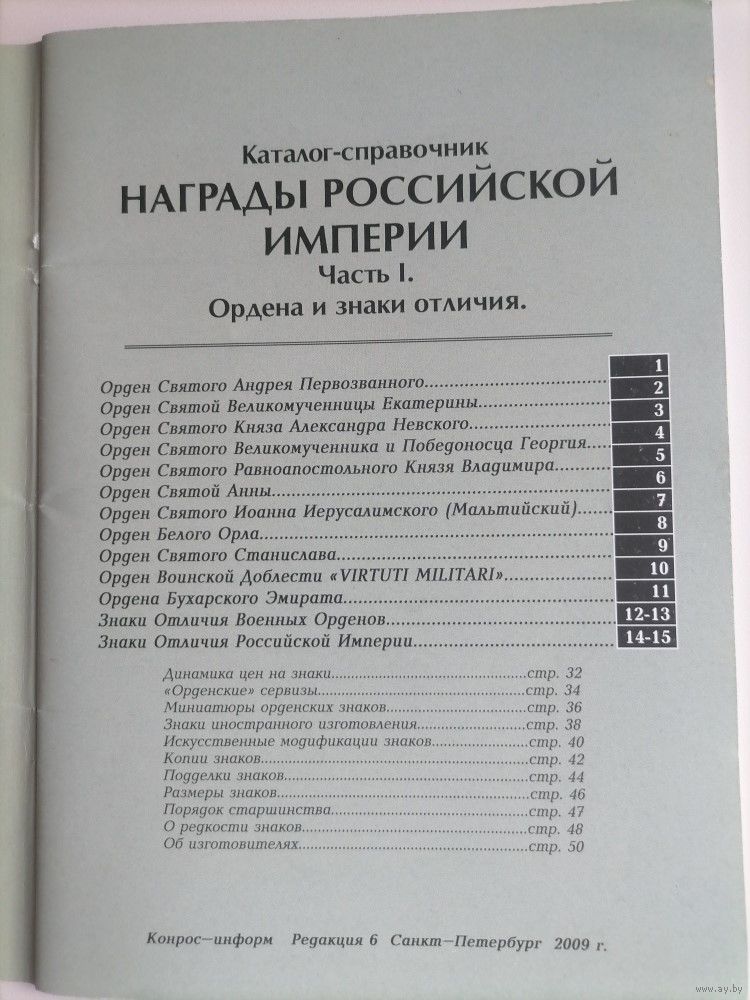 Каталог-справочник
НАГРАДЫ РОССИЙСКОЙ
ИМПЕРИИ
Часть I.
Ордена и знаки отличия.
Орден Святого Андрея Первозванного.......... 1
Орден Святой Великомученницы Екатерины.......... 2
Орден Святого Князя Александра Невского.......... 3
Орден Святого Великомученника и Победоносца Георгия.......... 4
Орден Святого Равноапостольного Князя Владимира.......... 5
Орден Святой Анны.......... 6
Орден Святого Иоанна Иерусалимского (Мальтийский).......... 7
Орден Белого Орла.......... 8
Орден Святого Станислава.......... 9
Орден Воинской Доблести «VIRTUTI MILITARI».......... 10
Ордена Бухарского Эмирата.......... 11
Знаки Отличия Военных Орденов.......... 12-13
Знаки Отличия Российской Империи.......... 14-15
Динамика цен на знаки..........стр. 32
«Орденские» сервизы..........стр. 34
Миниатюры орденских знаков..........стр. 36
Знаки иностранного изготовления..........стр. 38
Искусственные модификации знаков..........стр. 40
Копии знаков..........стр. 42
Подделки знаков..........стр. 44
Размеры знаков..........стр. 46
Порядок старшинства..........стр. 47
О редкости знаков..........стр. 48
Об изготовителях..........стр. 50
Конрос-информ Редакция 6 Санкт-Петербург 2009 г.
www.ay.by